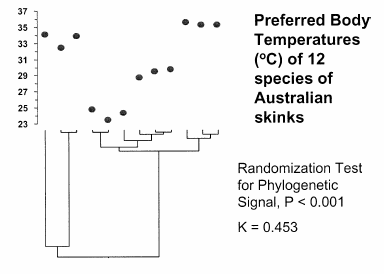 37
35
33
31
29
27
25
23
Preferred Body
Temperatures
(ºC) of 12
species of
Australian
skinks
Randomization Test
for Phylogenetic
Signal, P < 0.001
K = 0.453